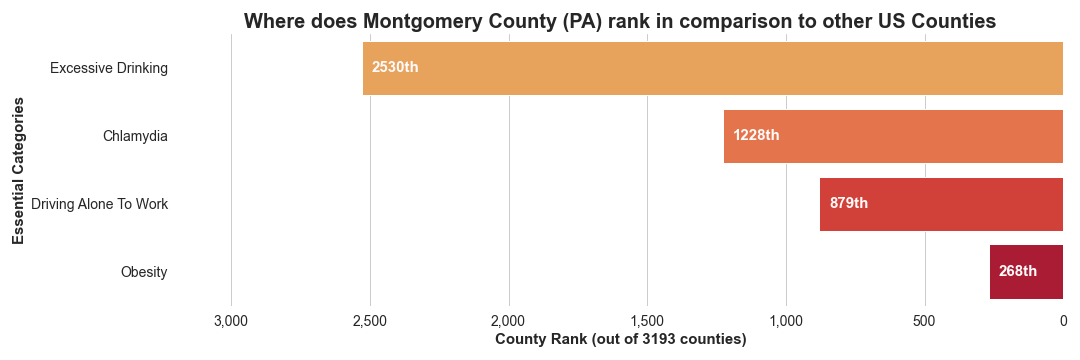 Where does Montgomery County (PA) rank in comparison to other US Counties
Essential Categories
Excessive Drinking
2530th
Chlamydia
1228th
Driving Alone To Work
879th
Obesity
268th
3,000 2,500 2,000 1,500 1,000 500 0
County Rank (out of 3193 counties)